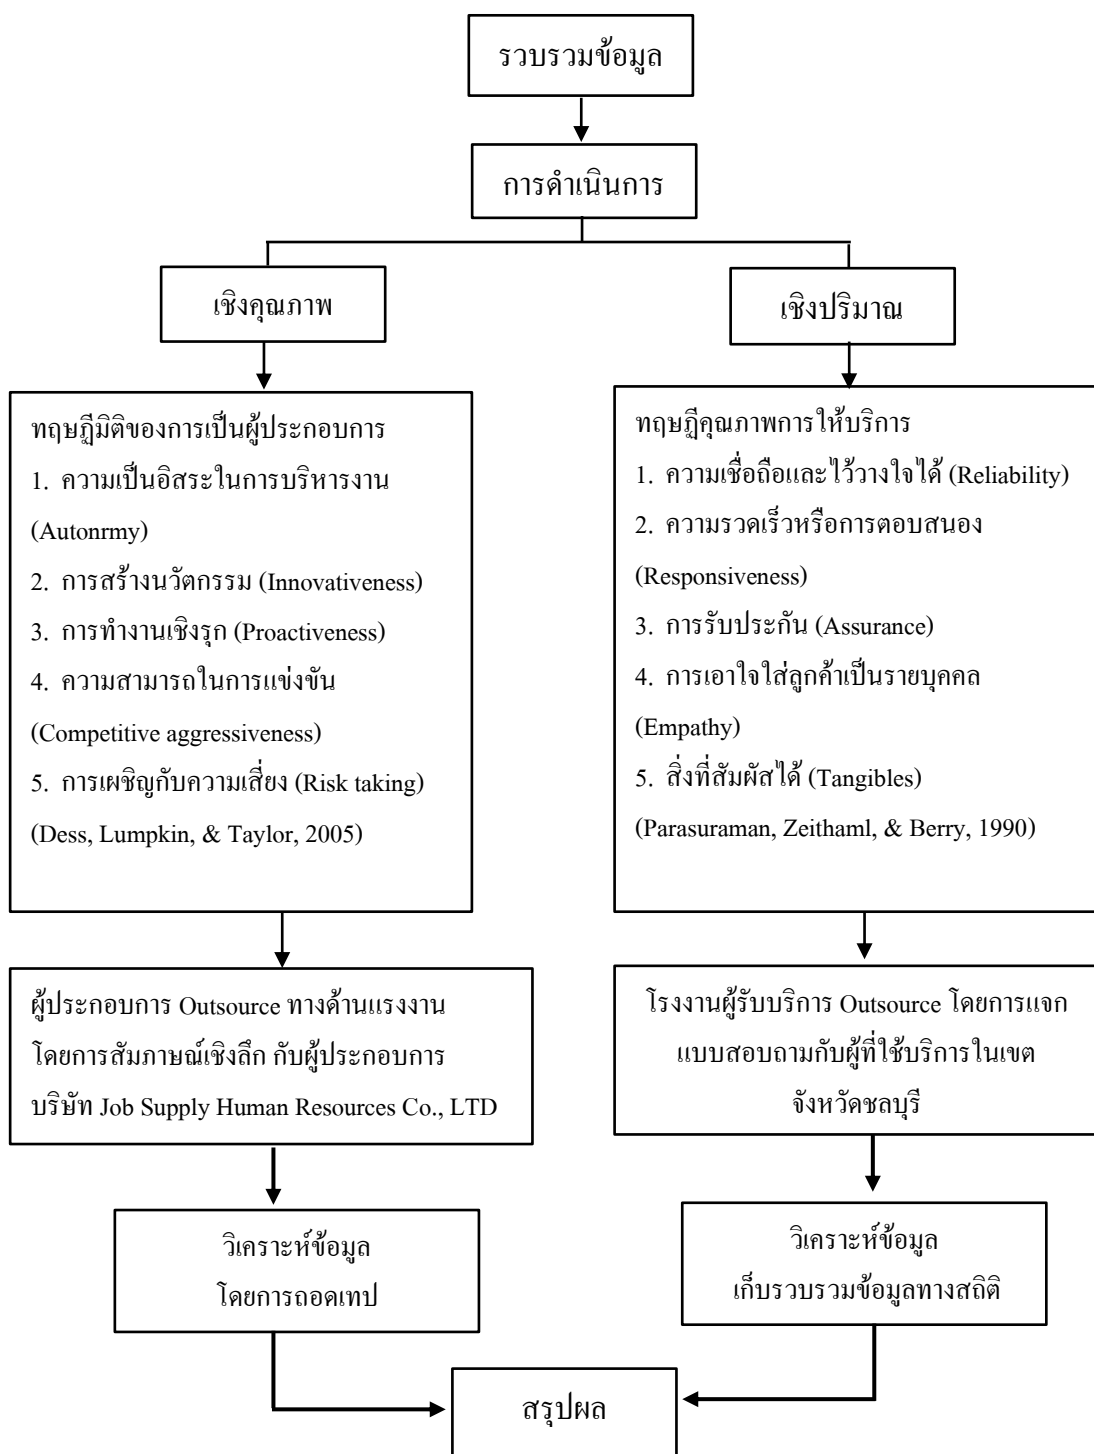 รวบรวมข้อมูล
การดำเนินการ
เชิงคุณภาพ
เชิงปริมาณ
ทฤษฎีมิติของการเป็นผู้ประกอบการ
1. ความเป็นอิสระในการบริหารงาน
(Autonrmy)
2. การสร้างนวัตกรรม (Innovativeness)
3. การทำงานเชิงรุก (Proactiveness)
4. ความสามารถในการแข่งขัน
(Competitive aggressiveness)
5. การเผชิญกับความเสี่ยง (Risk taking)
(Dess, Lumpkin, & Taylor, 2005)
ทฤษฎีคุณภาพการให้บริการ
1. ความเชื่อถือและไว้วางใจได้ (Reliability)
2. ความรวดเร็วหรือการตอบสนอง
(Responsiveness)
3. การรับประกัน (Assurance)
4. การเอาใจใส่ลูกค้าเป็นรายบุคคล
(Empathy)
5. สิ่งที่สัมผัสได้ (Tangibles)
(Parasuraman, Zeithaml, & Berry, 1990)
ผู้ประกอบการ Outsource ทางด้านแรงงาน
โดยการสัมภาษณ์เชิงลึก กับผู้ประกอบการ
บริษัท Job Supply Human Resources Co., LTD
โรงงานผู้รับบริการ Outsource โดยการแจก
แบบสอบถามกับผู้ที่ใช้บริการในเขต
จังหวัดชลบุรี
วิเคราะห์ข้อมูล
โดยการถอดเทป
วิเคราะห์ข้อมูล
เก็บรวบรวมข้อมูลทางสถิติ
สรุปผล